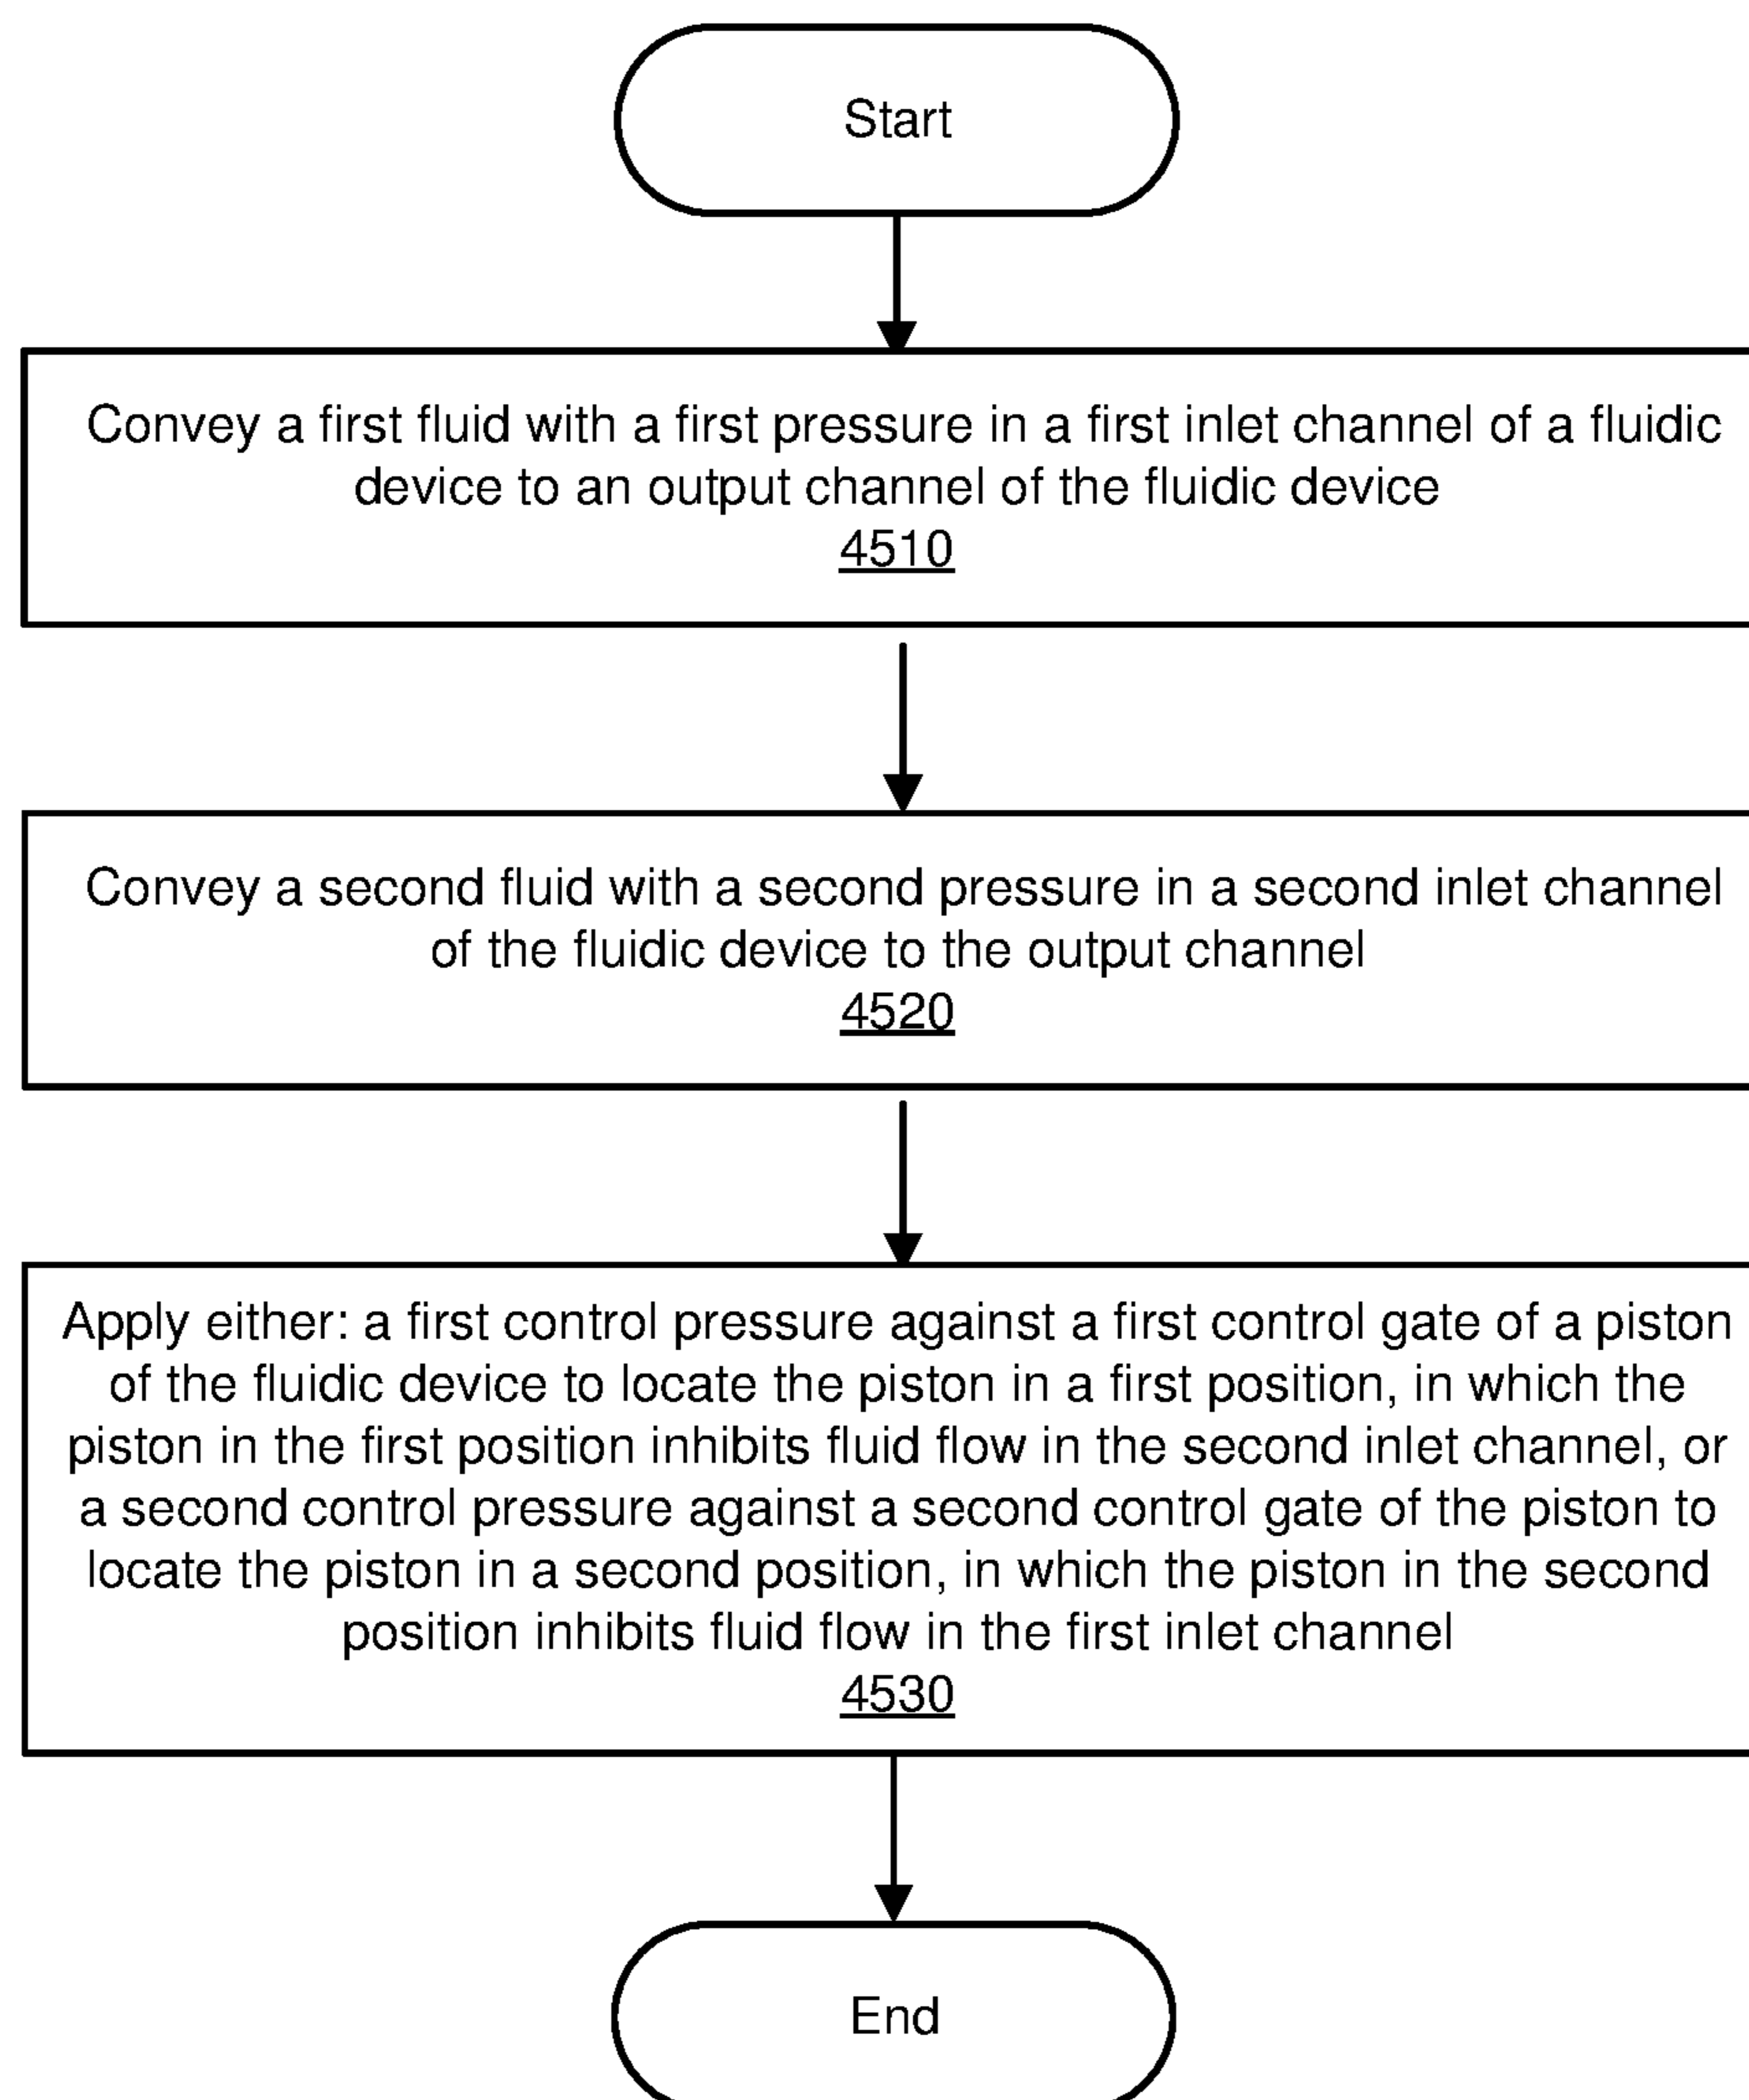 Start
Convey a first fluid with a first pressure in a first inlet channel of a fluidic
device to an output channel of the fluidic device
4510
Convey a second fluid with a second pressure in a second inlet channel
of the fluidic device to the output channel
4520
Apply either: a first control pressure against a first control gate of a piston
of the fluidic device to locate the piston in a first position, in which the
piston in the first position inhibits fluid flow in the second inlet channel, or
a second control pressure against a second control gate of the piston to
locate the piston in a second position, in which the piston in the second
position inhibits fluid flow in the first inlet channel
4530
End